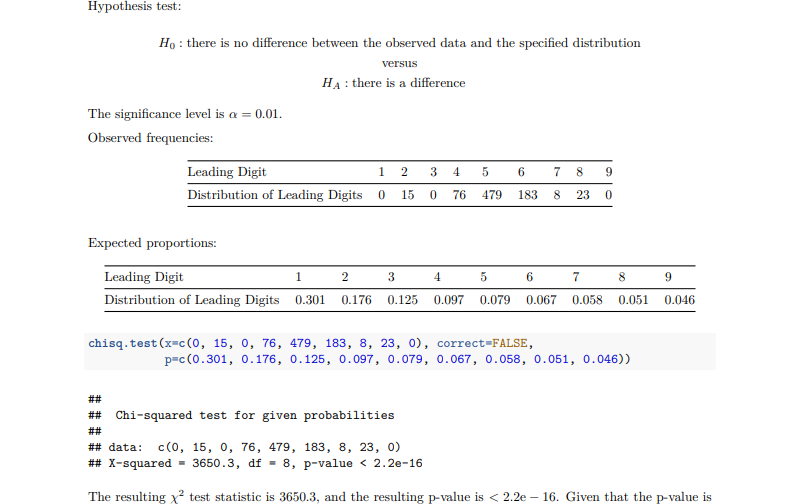 Hypothesis test:
H₀ : there is no difference between the observed data and the specified distribution
versus
H_A : there is a difference
The significance level is α = 0.01.
Observed frequencies:
Leading Digit 1 2 3 4 5 6 7 8 9
Distribution of Leading Digits 0 15 0 76 479 183 8 23 0
Expected proportions:
Leading Digit 1 2 3 4 5 6 7 8 9
Distribution of Leading Digits 0.301 0.176 0.125 0.097 0.079 0.067 0.058 0.051 0.046
chisq.test(x=c(0, 15, 0, 76, 479, 183, 8, 23, 0), correct=FALSE,
p=c(0.301, 0.176, 0.125, 0.097, 0.079, 0.067, 0.058, 0.051, 0.046))
##
## Chi-squared test for given probabilities
##
## data: c(0, 15, 0, 76, 479, 183, 8, 23, 0)
## X-squared = 3650.3, df = 8, p-value < 2.2e-16
The resulting χ² test statistic is 3650.3, and the resulting p-value is < 2.2e − 16. Given that the p-value is